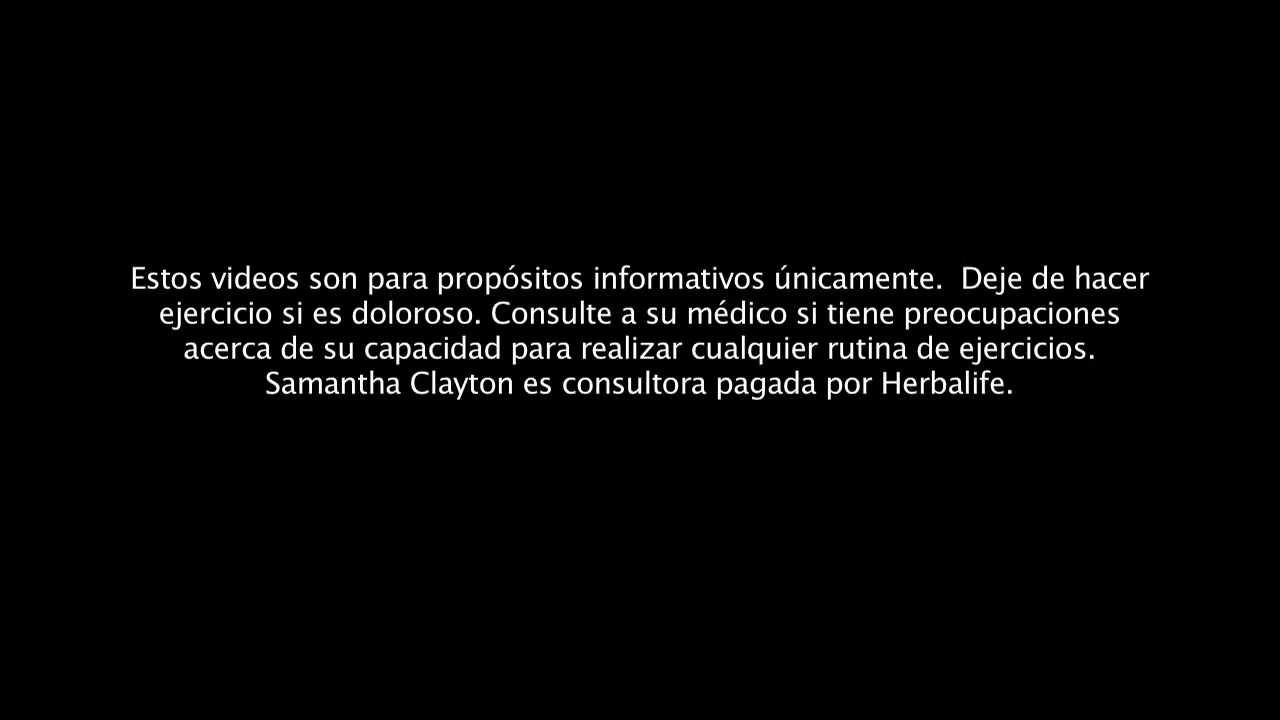 Estos videos son para propósitos informativos únicamente.  Deje de hacer
ejercicio si es doloroso. Consulte a su médico si tiene preocupaciones
acerca de su capacidad para realizar cualquier rutina de ejercicios.
Samantha Clayton es consultora pagada por Herbalife.